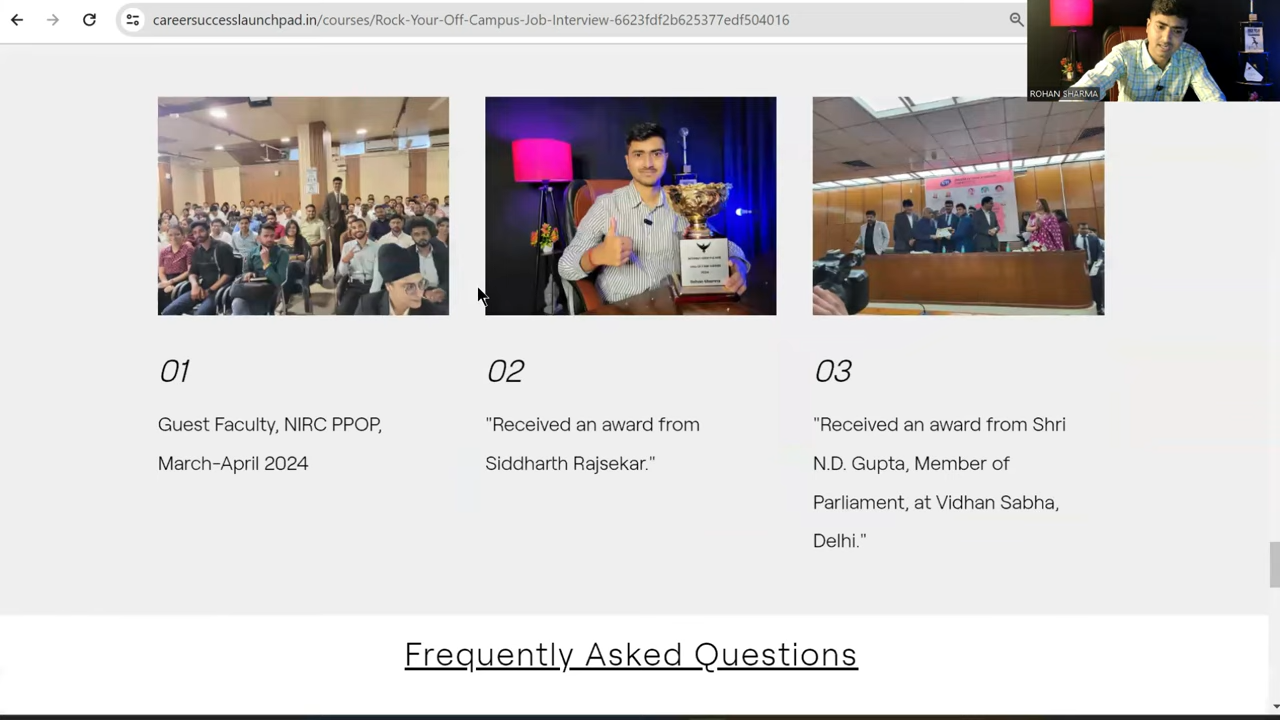 careersuccesslaunchpad.in/courses/Rock-Your-Off-Campus-Job-Interview-6623fdf2b625377edf504016
ROHAN SHARMA
01
Guest Faculty, NIRC PPOP,
March-April 2024
02
"Received an award from
Siddharth Rajsekar."
03
"Received an award from Shri
N.D. Gupta, Member of
Parliament, at Vidhan Sabha,
Delhi."
Frequently Asked Questions